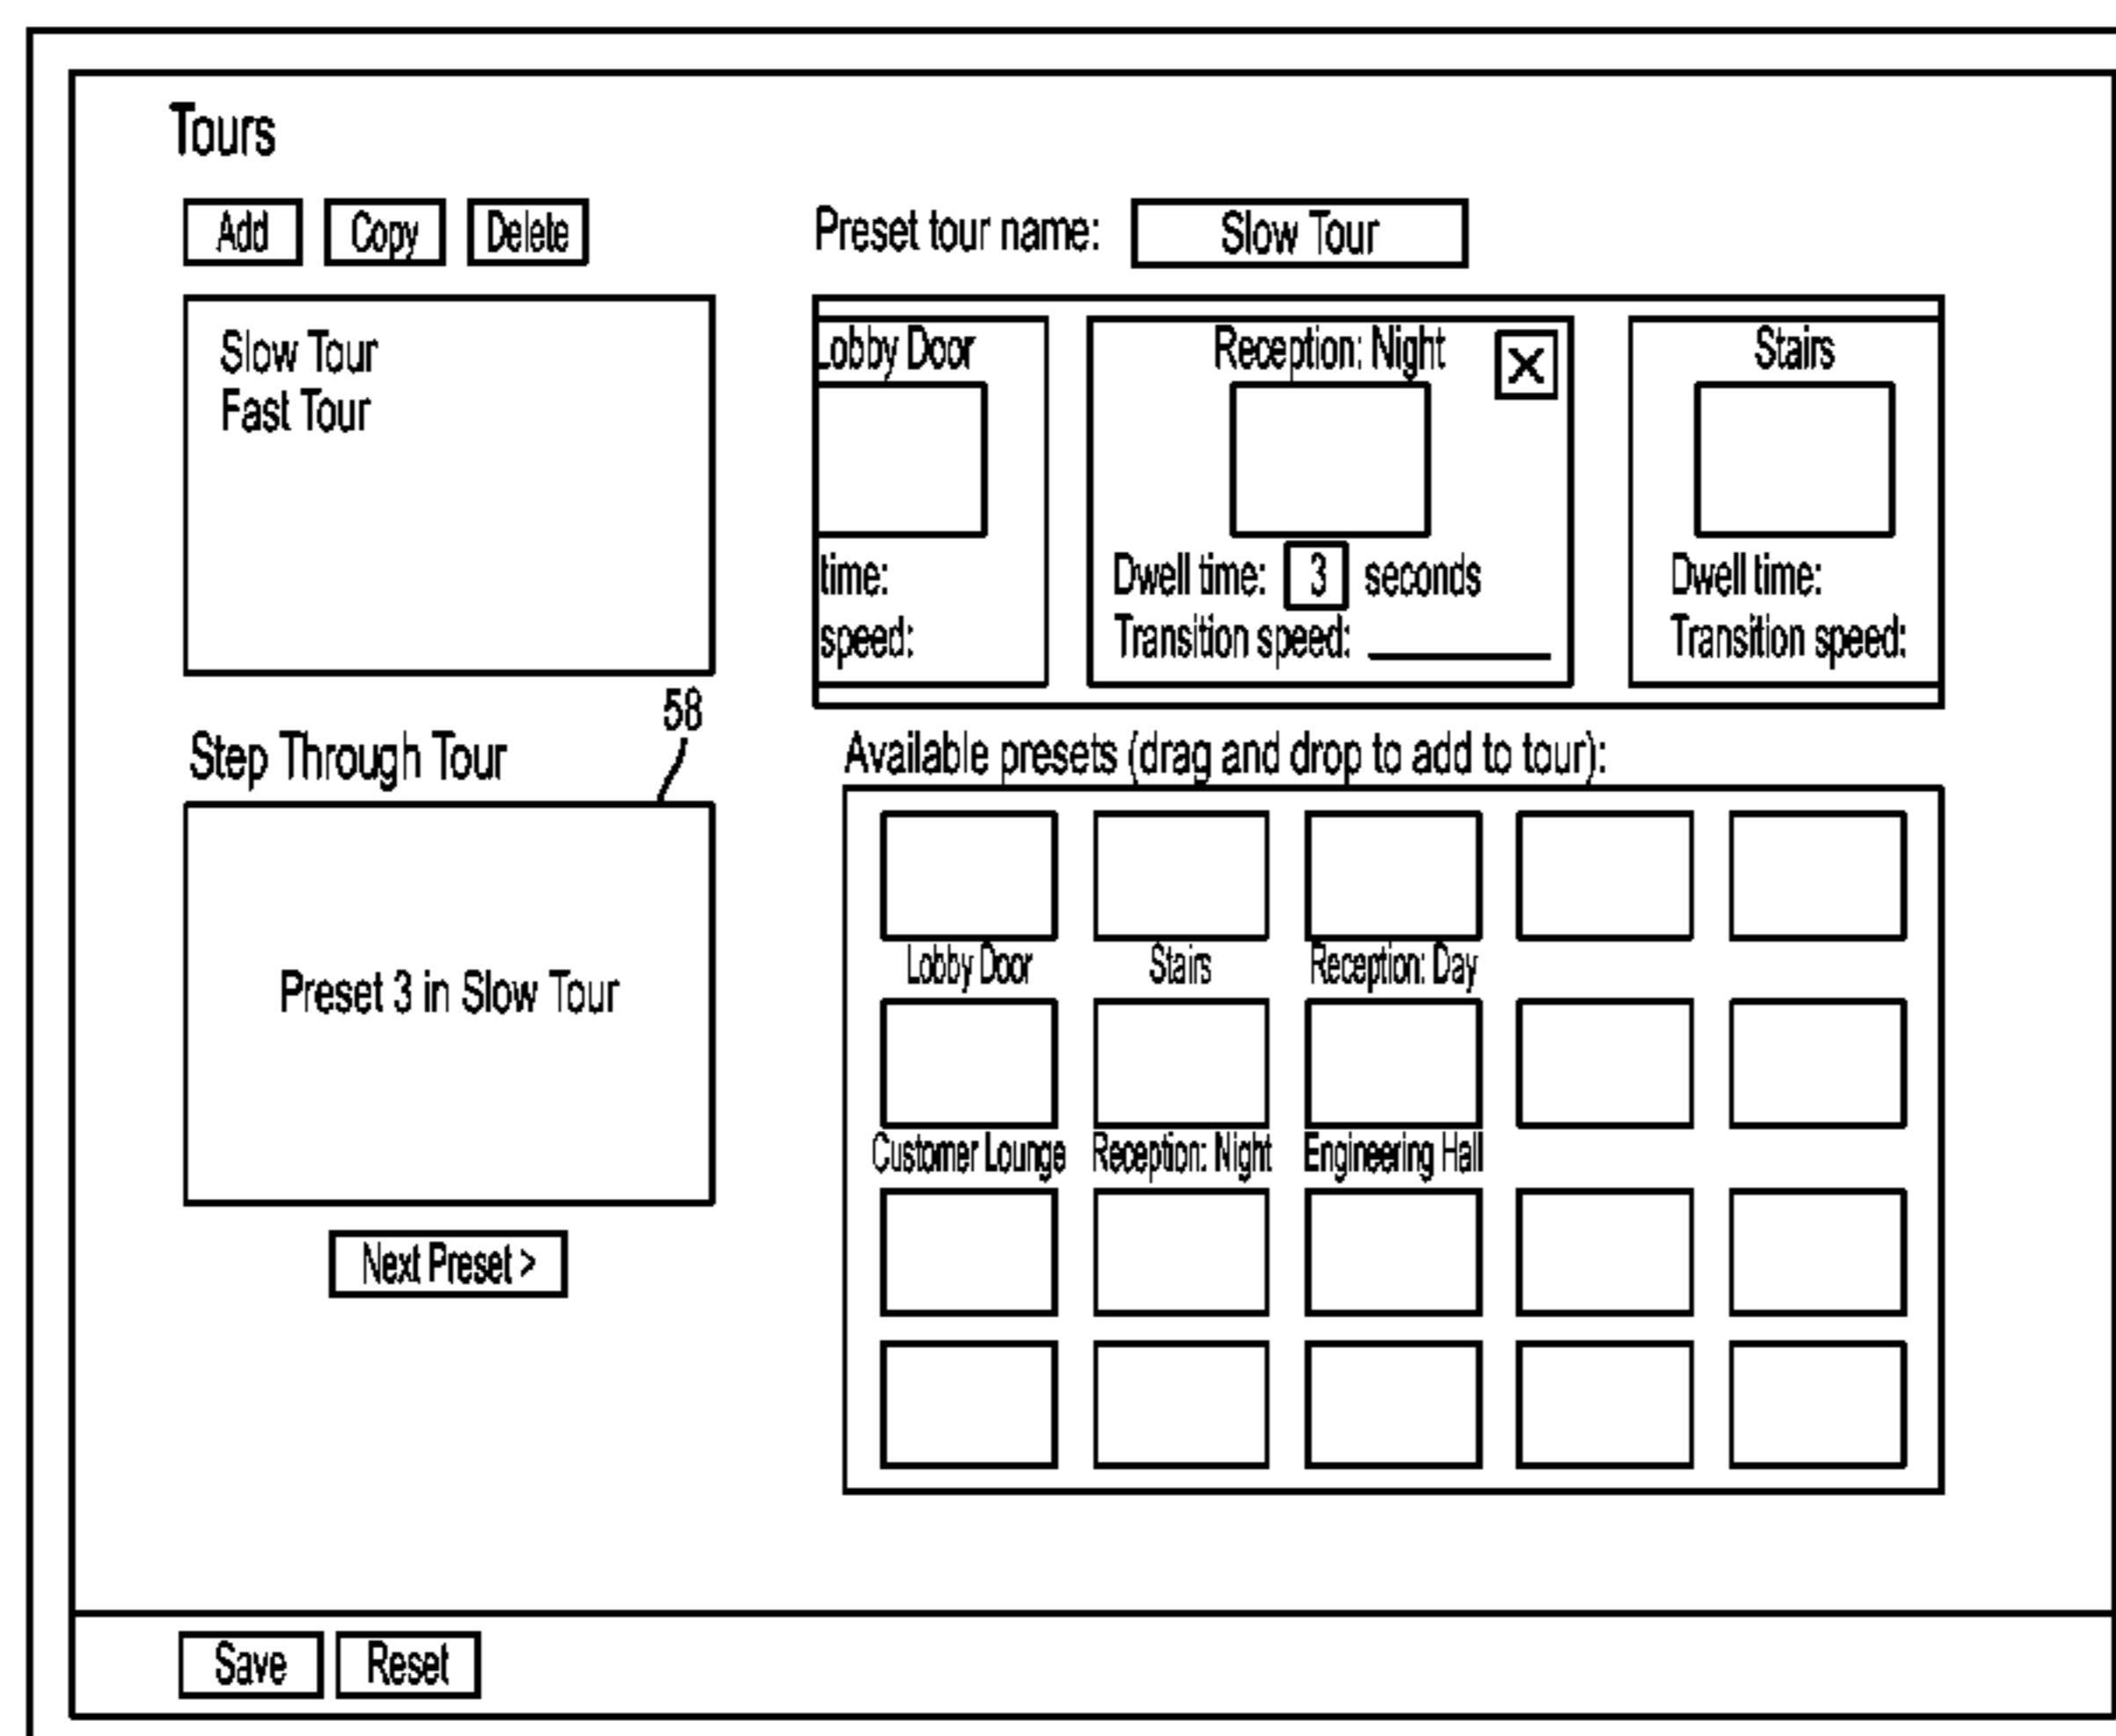 Tours
Add Copy Delete
Preset tour name: Slow Tour
Slow Tour
Fast Tour
Lobby Door
time:
speed:
Reception: Night X
Dwell time: 3 seconds
Transition speed:
Stairs
Dwell time:
Transition speed:
58
Step Through Tour
Preset 3 in Slow Tour
Next Preset >
Available presets (drag and drop to add to tour):
Lobby Door Stairs Reception: Day
Customer Lounge Reception: Night Engineering Hall
Save Reset